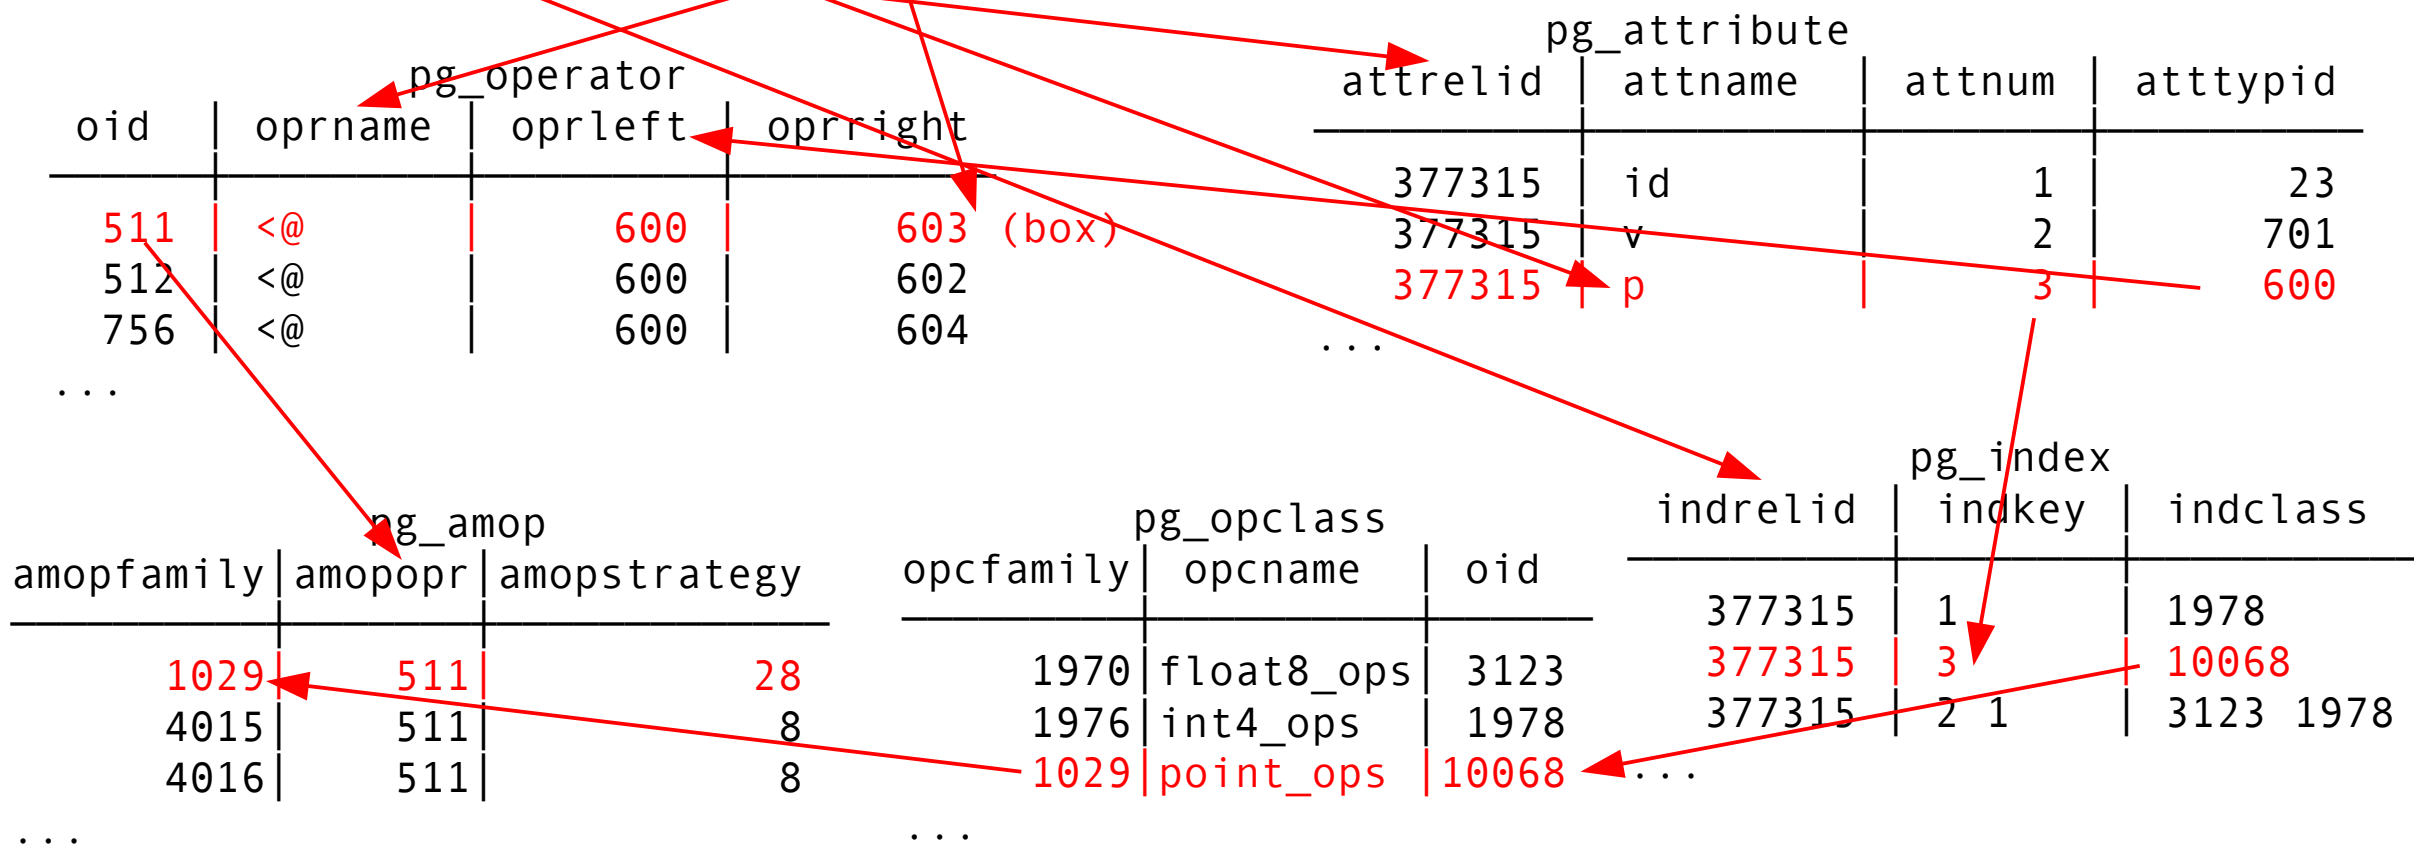 pg_operator
oid | oprname | oprleft | oprright
511 | <@ | 600 | 603 (box)
512 | <@ | 600 | 602
756 | <@ | 600 | 604
...
pg_attribute
attrelid | attname | attnum | atttypid
377315 | id | 1 | 23
377315 | v | 2 | 701
377315 | p | 3 | 600
...
pg_amop
amopfamily|amopopr|amopstrategy
1029| 511| 28
4015| 511| 8
4016| 511| 8
...
pg_opclass
opcfamily| opcname | oid
1970|float8_ops| 3123
1976|int4_ops | 1978
1029|point_ops |10068
...
pg_index
indrelid | indkey | indclass
377315 | 1 | 1978
377315 | 3 | 10068
377315 | 2 1 | 3123 1978
...